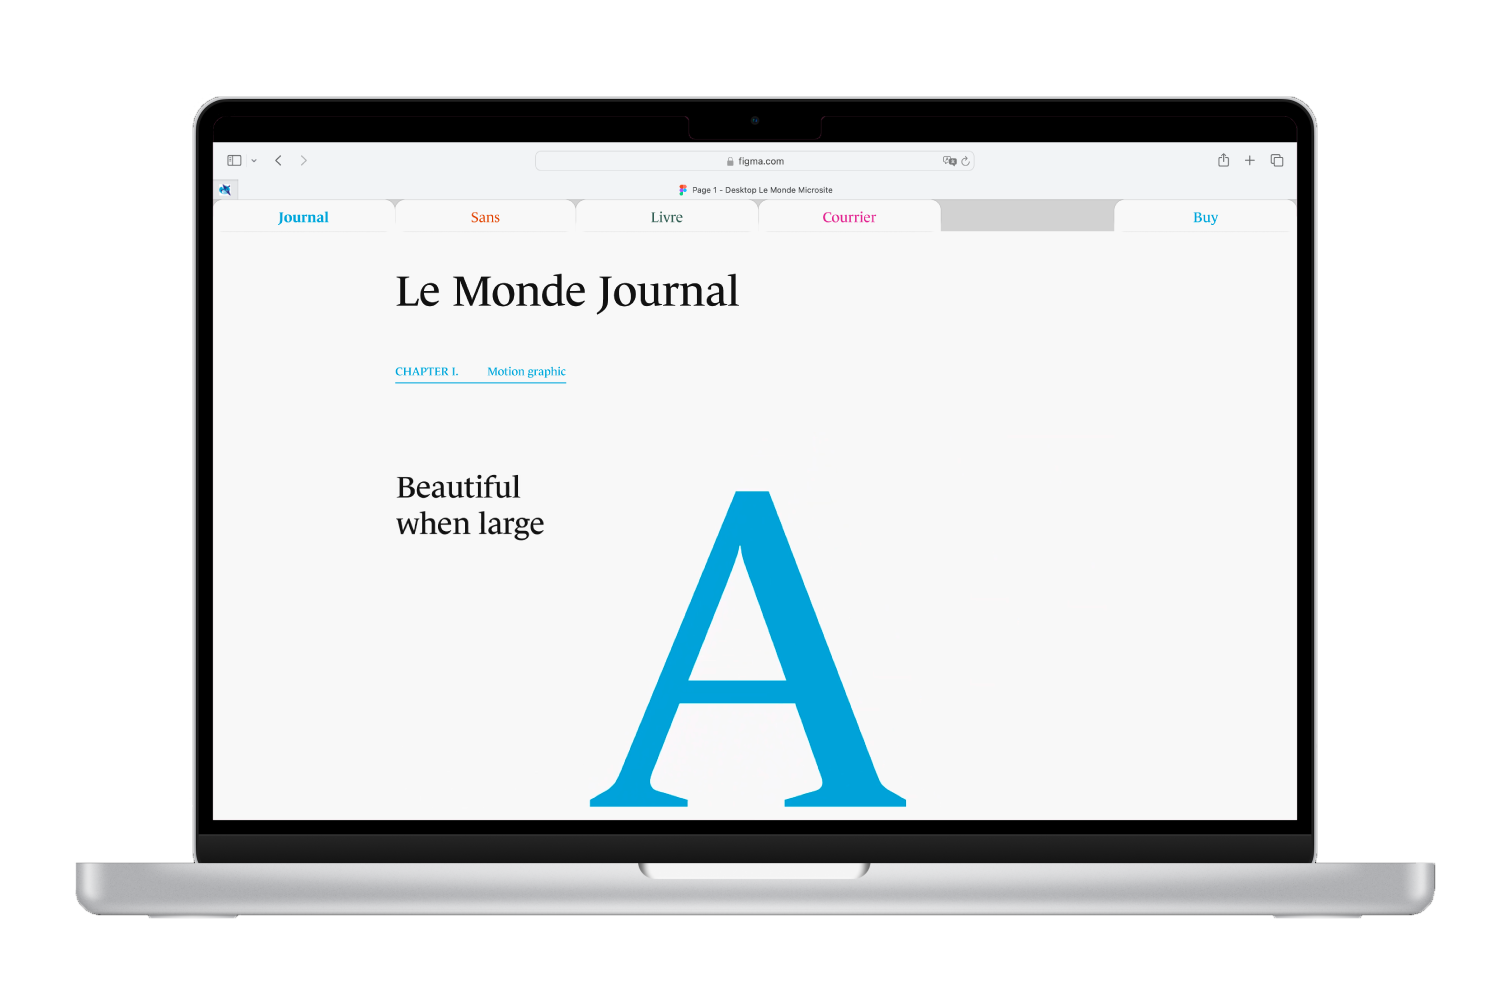 figma.com
Page 1 - Desktop Le Monde Microsite
Journal Sans Livre Courrier Buy
Le Monde Journal
CHAPTER I. Motion graphic
Beautiful
when large
A